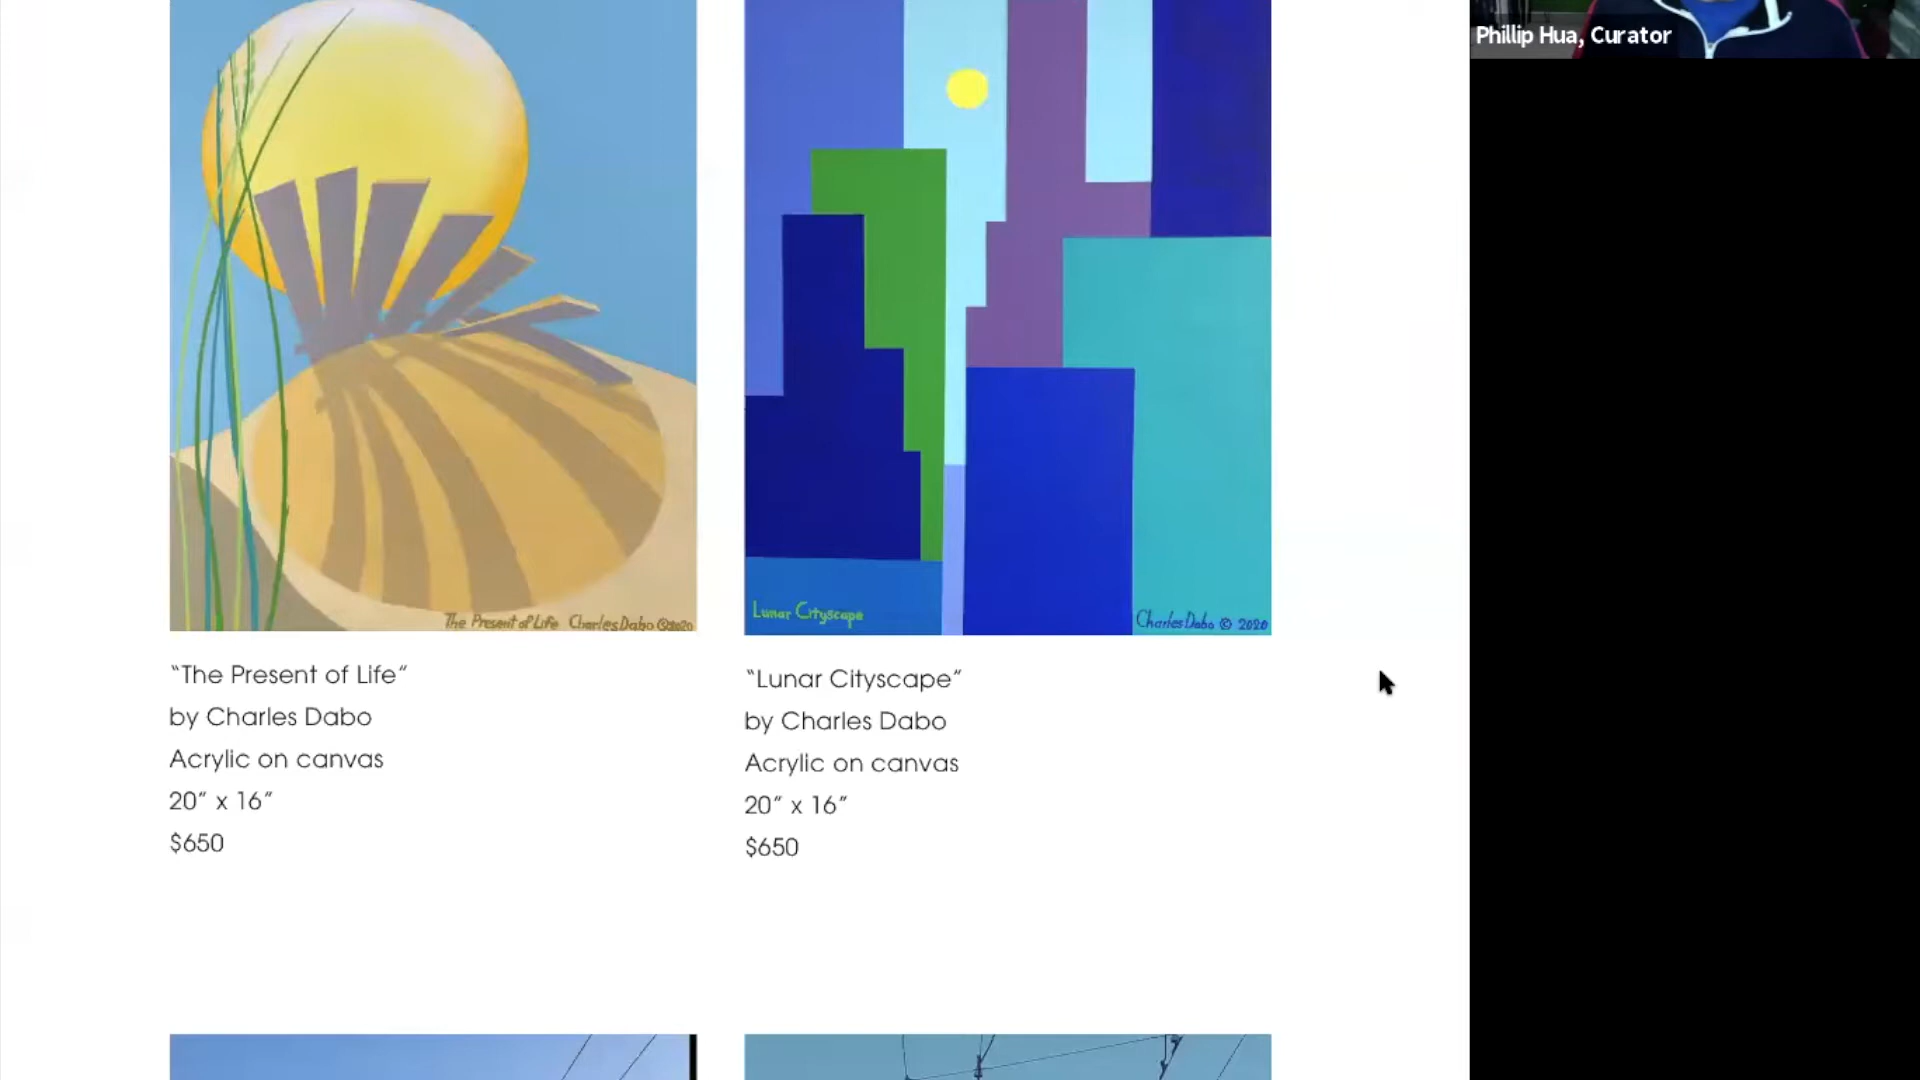 Phillip Hua, Curator
The Present of Life Charles Dabo ©2020
Lunar Cityscape
Charles Dabo © 2020
“The Present of Life”
by Charles Dabo
Acrylic on canvas
20” x 16”
$650
“Lunar Cityscape”
by Charles Dabo
Acrylic on canvas
20” x 16”
$650